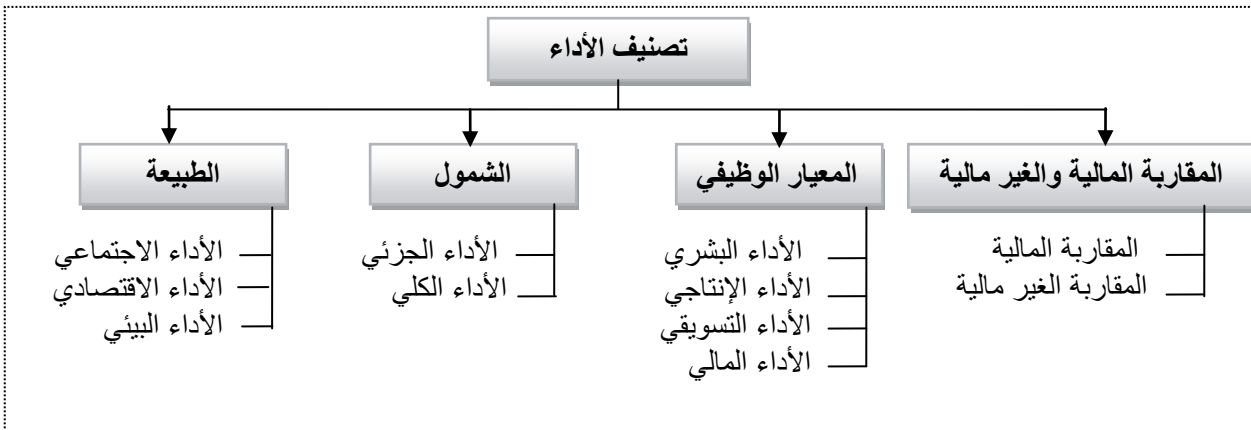 تصنيف الأداء
المقاربة المالية والغير مالية
المقاربة المالية
المقاربة الغير مالية
المعيار الوظيفي
الأداء البشري
الأداء الإنتاجي
الأداء التسويقي
الأداء المالي
الشمول
الأداء الجزئي
الأداء الكلي
الطبيعة
الأداء الاجتماعي
الأداء الاقتصادي
الأداء البيئي